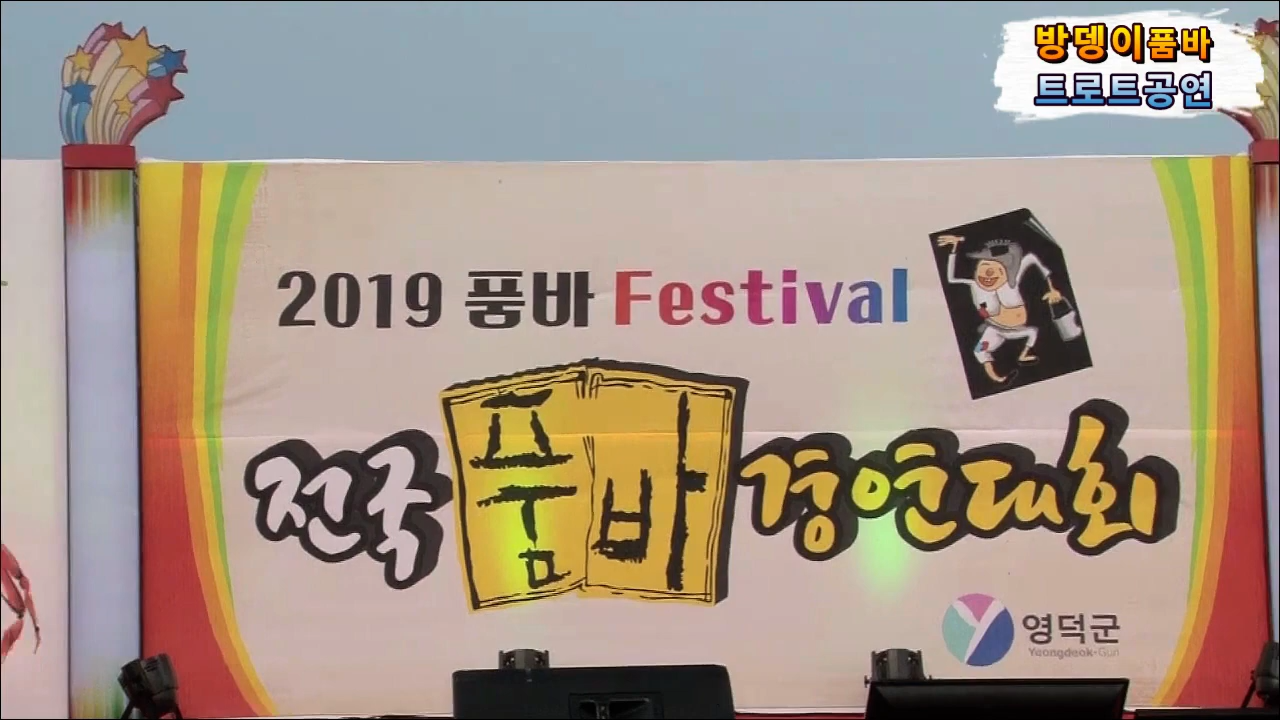 방뎅이품바
트로트공연
2019 풍바 Festival
전국 품바 경연대회
영덕군
Yeongdeok-Gun